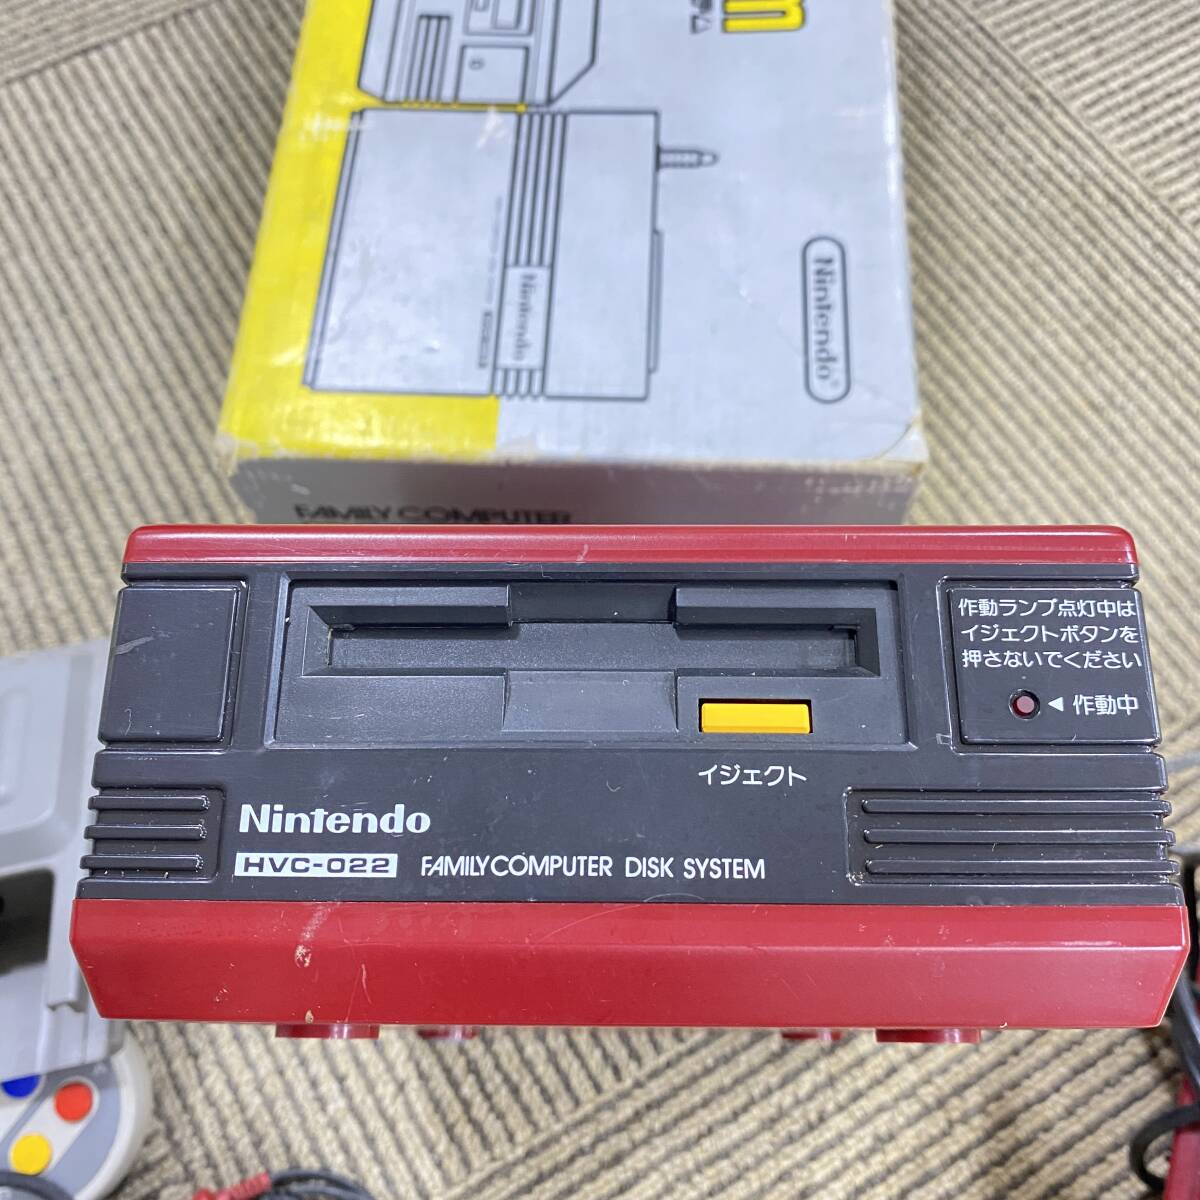 Nintendo
Nintendo
FAMILY COMPUTER
作動ランプ点灯中は
イジェクトボタンを
押さないでください
◀ 作動中
イジェクト
Nintendo
HVC-022 FAMILY COMPUTER DISK SYSTEM